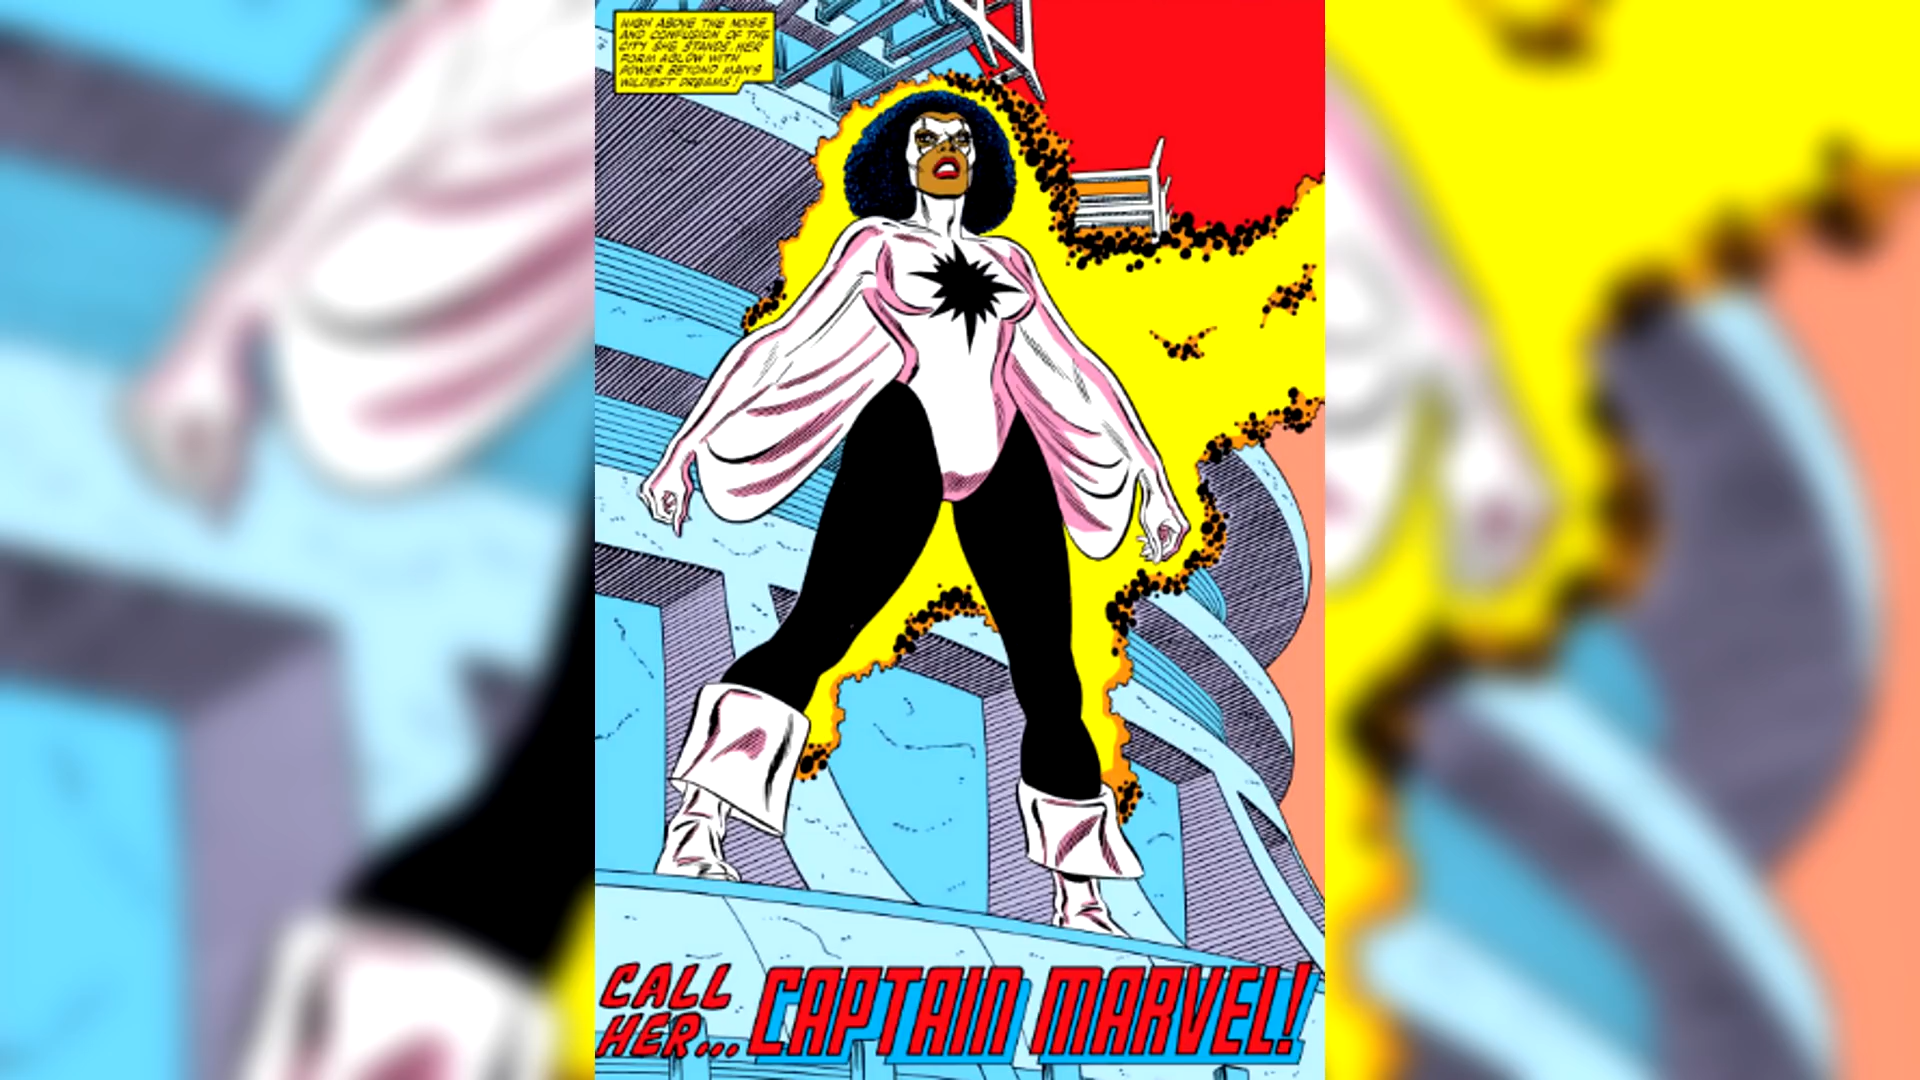 HIGH ABOVE THE NOISE
AND CONFUSION OF THE
CITY SHE STANDS, HER
FORM AGLOW WITH
POWER BEYOND MAN'S
WILDEST DREAMS!
CALL
HER... CAPTAIN MARVEL!